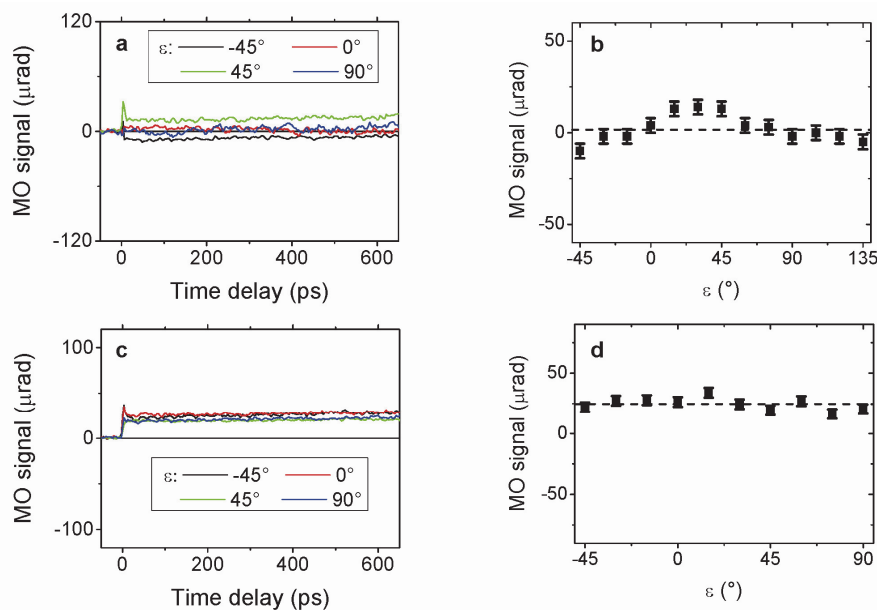 a
ε: -45° 0°
45° 90°
MO signal (μrad)
120
0
-120
0 200 400 600
Time delay (ps)
b
MO signal (μrad)
50
0
-50
-45 0 45 90 135
ε (°)
c
MO signal (μrad)
100
0
-100
ε: -45° 0°
45° 90°
0 200 400 600
Time delay (ps)
d
MO signal (μrad)
50
0
-50
-45 0 45 90
ε (°)